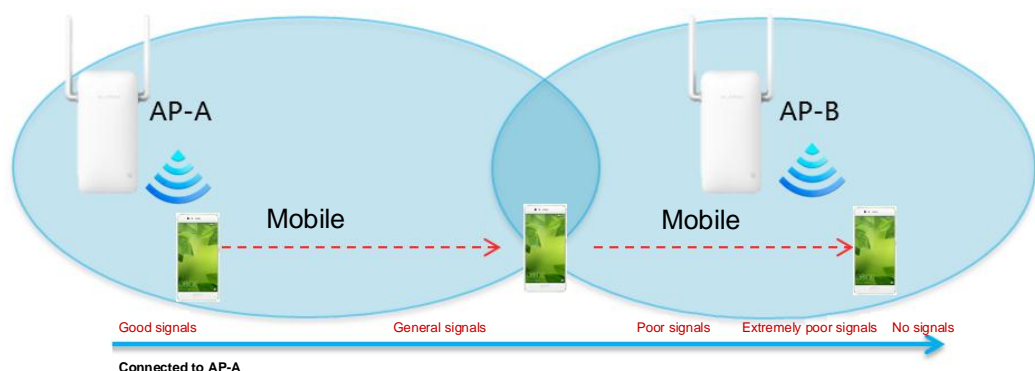 AP-A
AP-B
Mobile
Mobile
Good signals
General signals
Poor signals
Extremely poor signals
No signals
Connected to AP-A